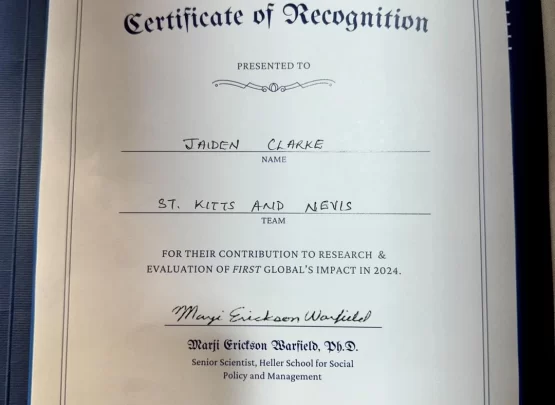 Certificate of Recognition
PRESENTED TO
JAIDEN CLARKE
NAME
ST. KITTS AND NEVIS
TEAM
FOR THEIR CONTRIBUTION TO RESEARCH &
EVALUATION OF FIRST GLOBAL'S IMPACT IN 2024.
Marji Erickson Warfield
Marji Erickson Warfield, Ph.D.
Senior Scientist, Heller School for Social
Policy and Management